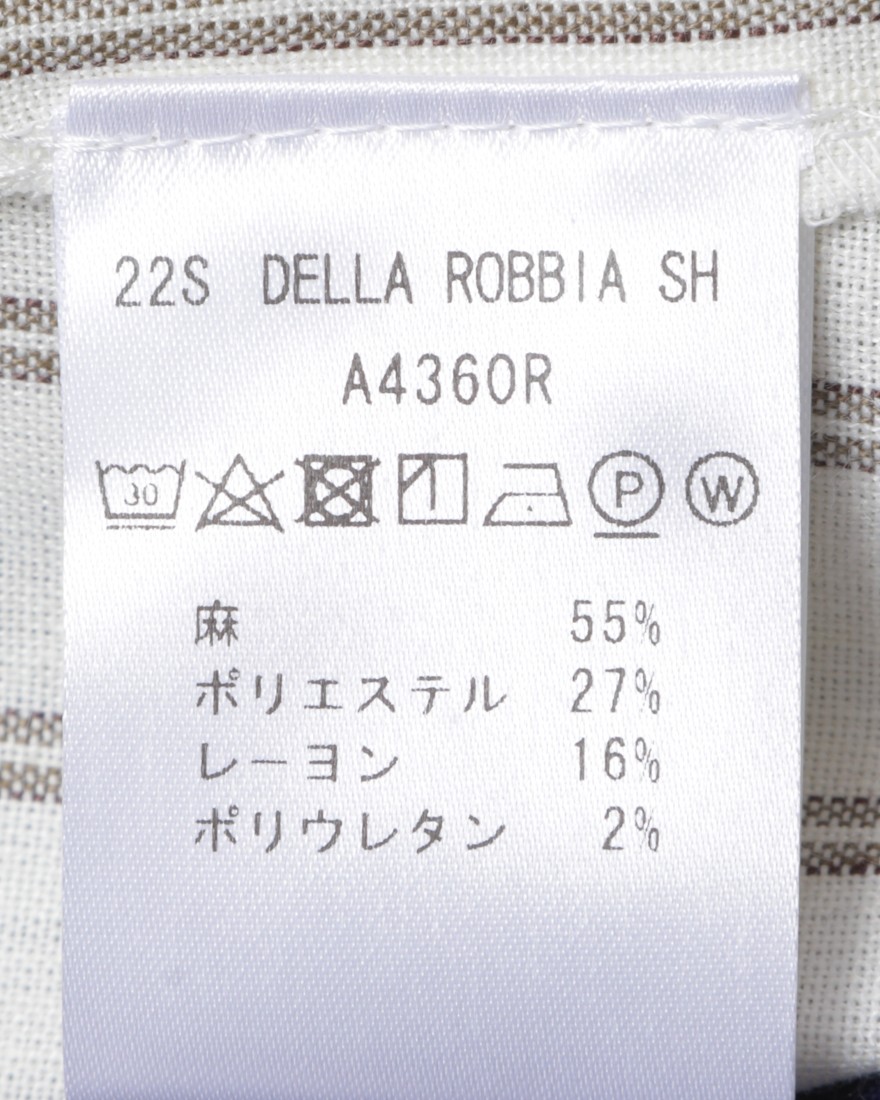 22S DELLA ROBBIA SH
A4360R
30 P W
麻 55%
ポリエステル 27%
レーヨン 16%
ポリウレタン 2%